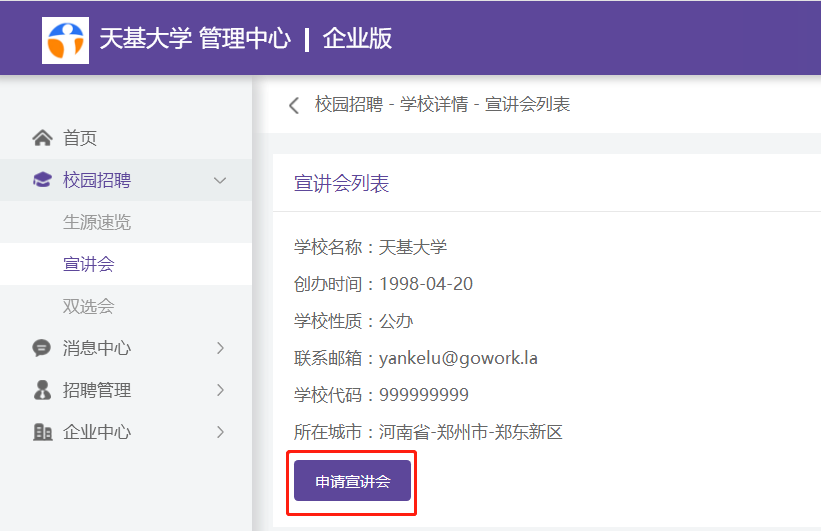 天基大学 管理中心 | 企业版
校园招聘 - 学校详情 - 宣讲会列表
首页
校园招聘
生源速览
宣讲会
双选会
消息中心
招聘管理
企业中心
宣讲会列表
学校名称：天基大学
创办时间：1998-04-20
学校性质：公办
联系邮箱：yankelu@gowork.la
学校代码：999999999
所在城市：河南省-郑州市-郑东新区
申请宣讲会